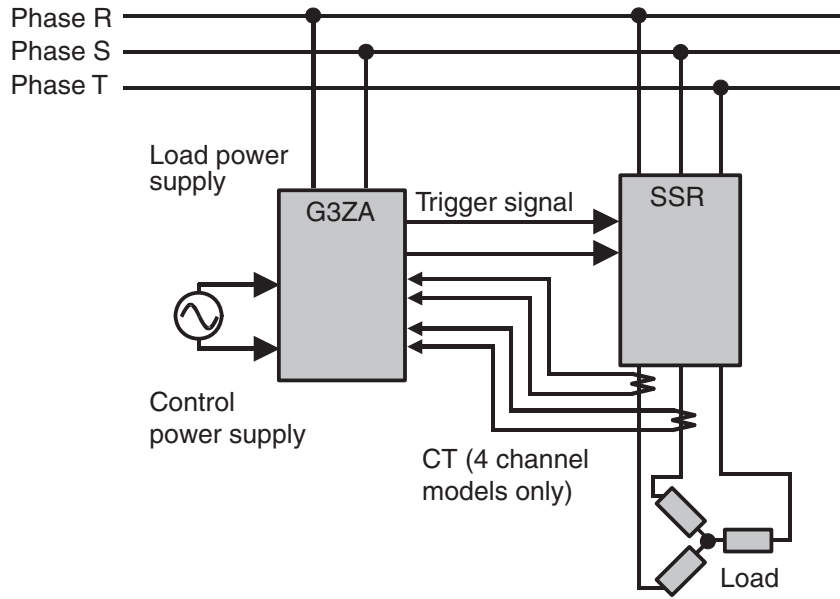 Phase R
Phase S
Phase T
Load power
supply
G3ZA
Trigger signal
SSR
Control
power supply
CT (4 channel
models only)
Load